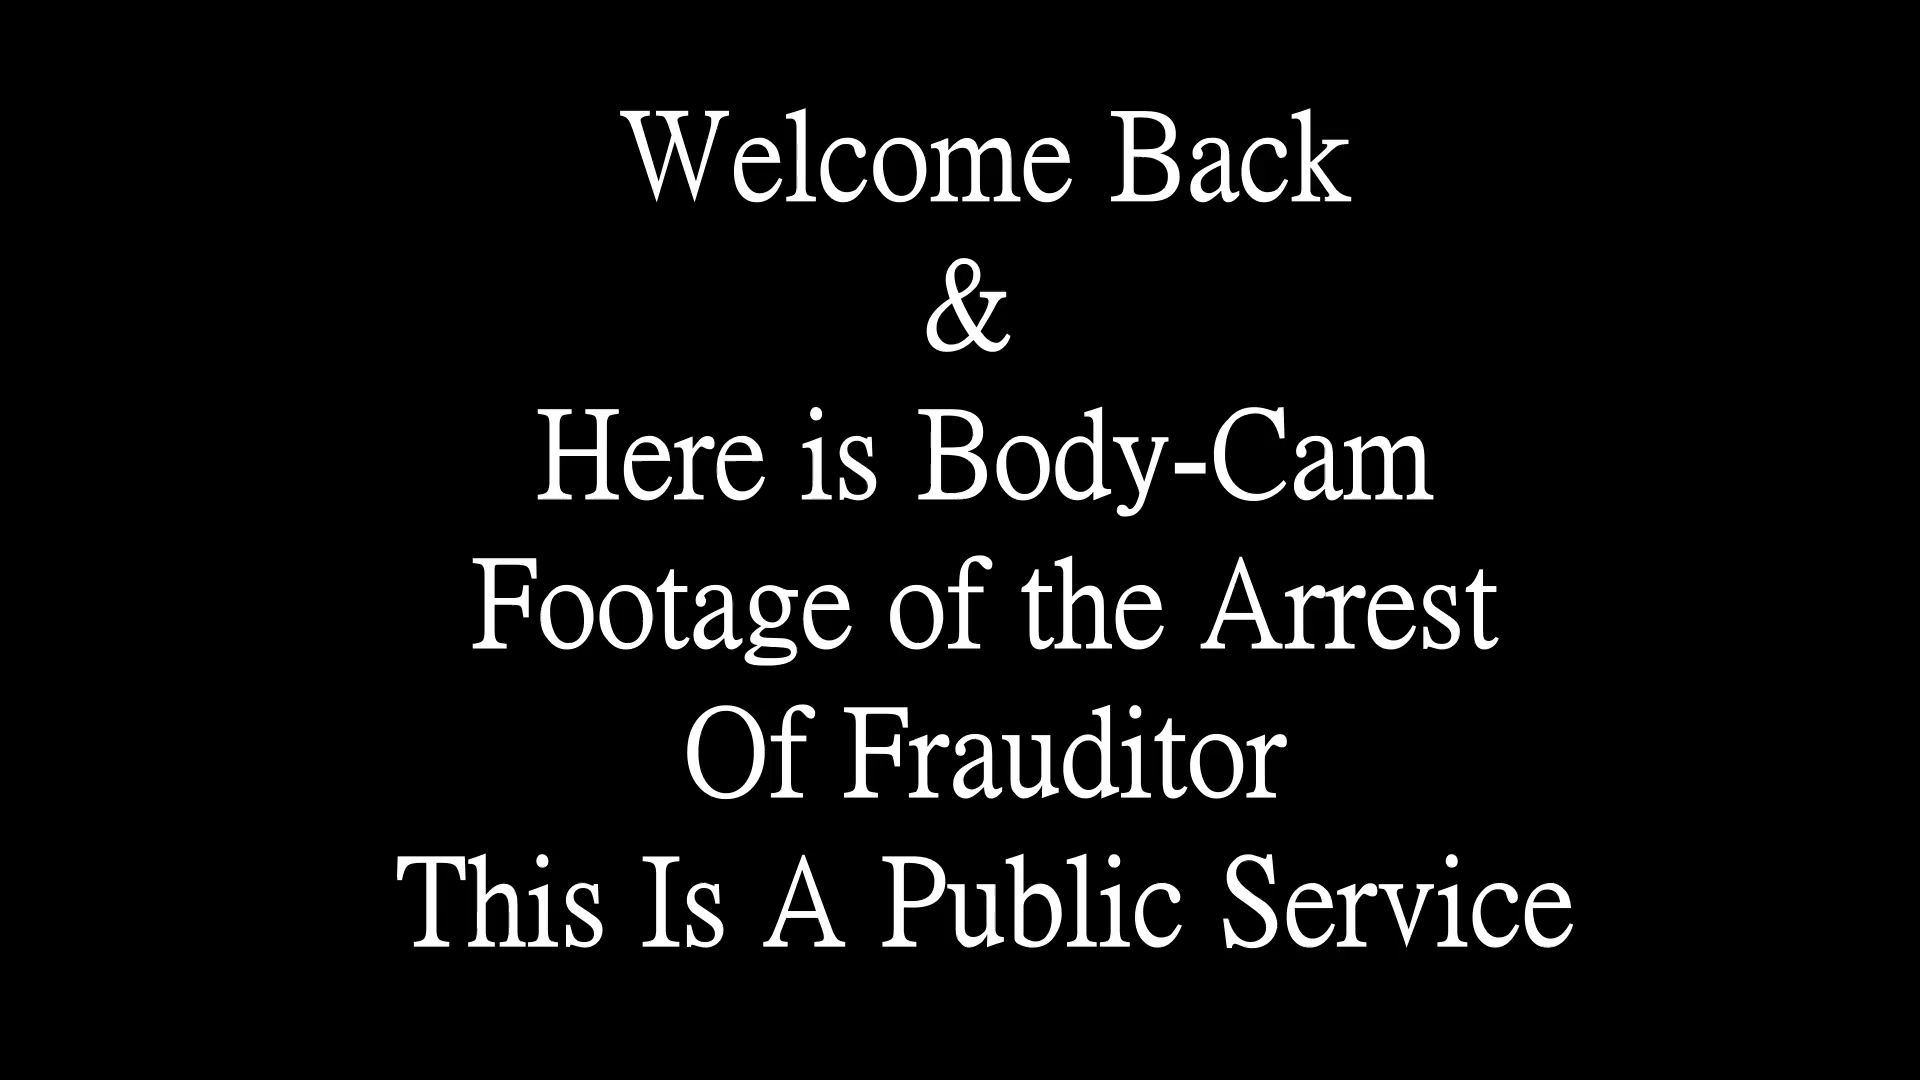 Welcome Back
&
Here is Body-Cam
Footage of the Arrest
Of Frauditor
This Is A Public Service